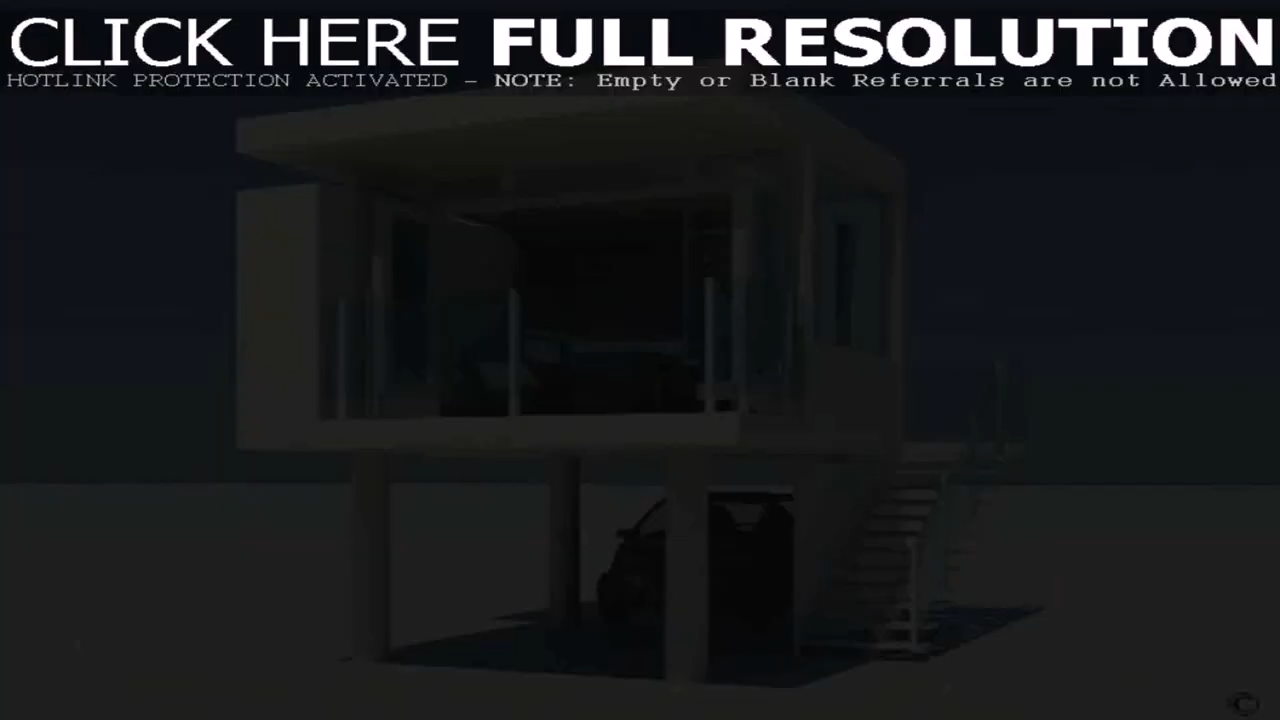 CLICK HERE FULL RESOLUTION
HOTLINK PROTECTION ACTIVATED – NOTE: Empty or Blank Referrals are not Allowed
©